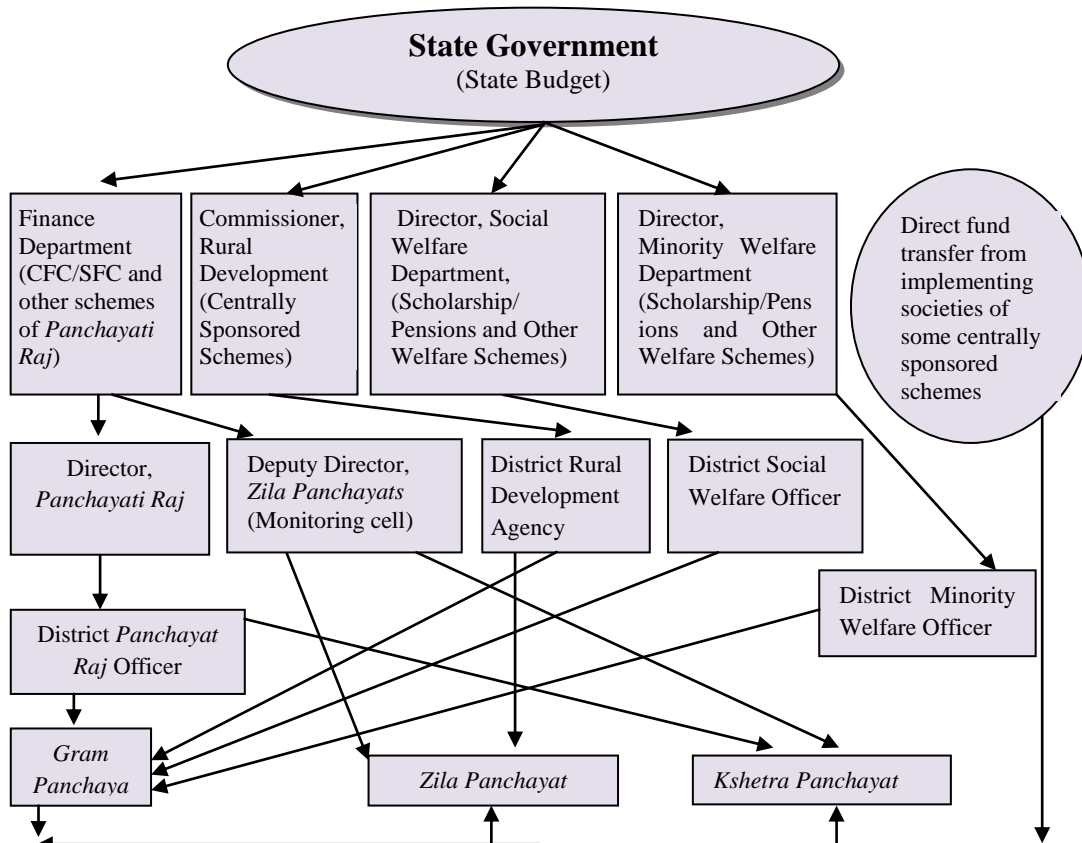 State Government
(State Budget)
Finance
Department
(CFC/SFC and
other schemes
of Panchayati
Raj)
Commissioner,
Rural
Development
(Centrally
Sponsored
Schemes)
Director, Social
Welfare
Department,
(Scholarship/
Pensions and Other
Welfare Schemes)
Director,
Minority Welfare
Department
(Scholarship/Pens
ions and Other
Welfare Schemes)
Direct fund
transfer from
implementing
societies of
some centrally
sponsored
schemes
Director,
Panchayati Raj
Deputy Director,
Zila Panchayats
(Monitoring cell)
District Rural
Development
Agency
District Social
Welfare Officer
District Minority
Welfare Officer
District Panchayat
Raj Officer
Gram
Panchaya
Zila Panchayat
Kshetra Panchayat